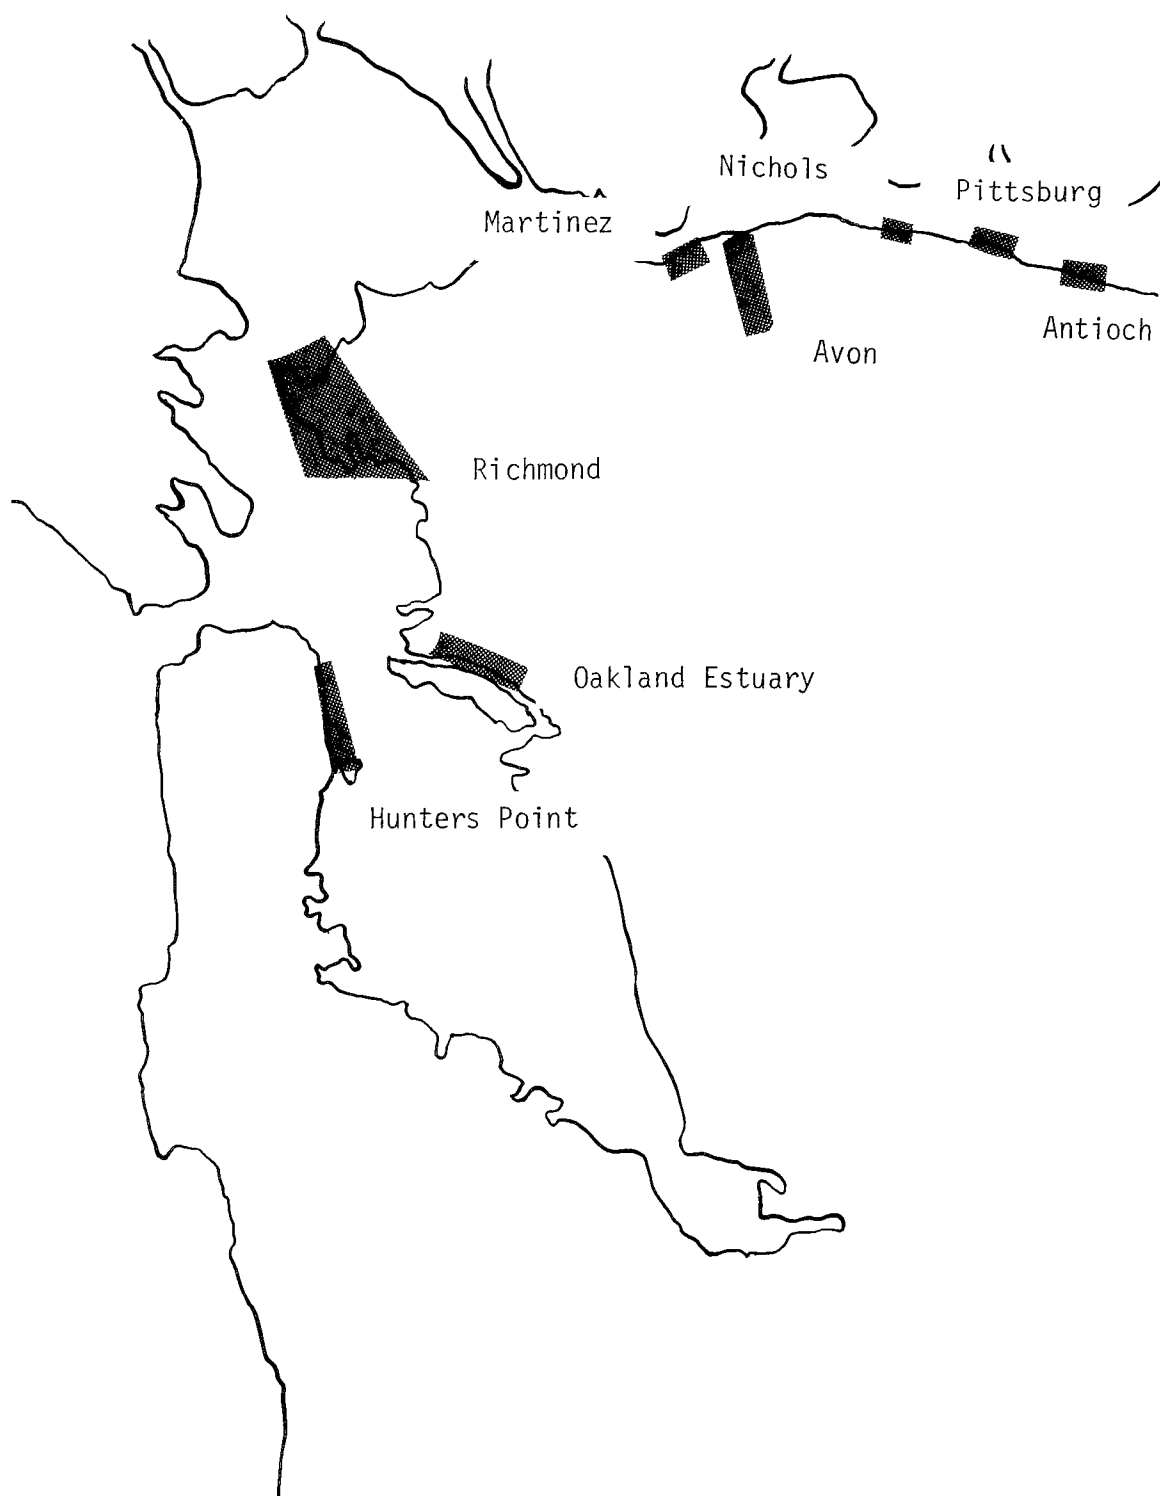 Nichols
Pittsburg
Martinez
Antioch
Avon
Richmond
Oakland Estuary
Hunters Point